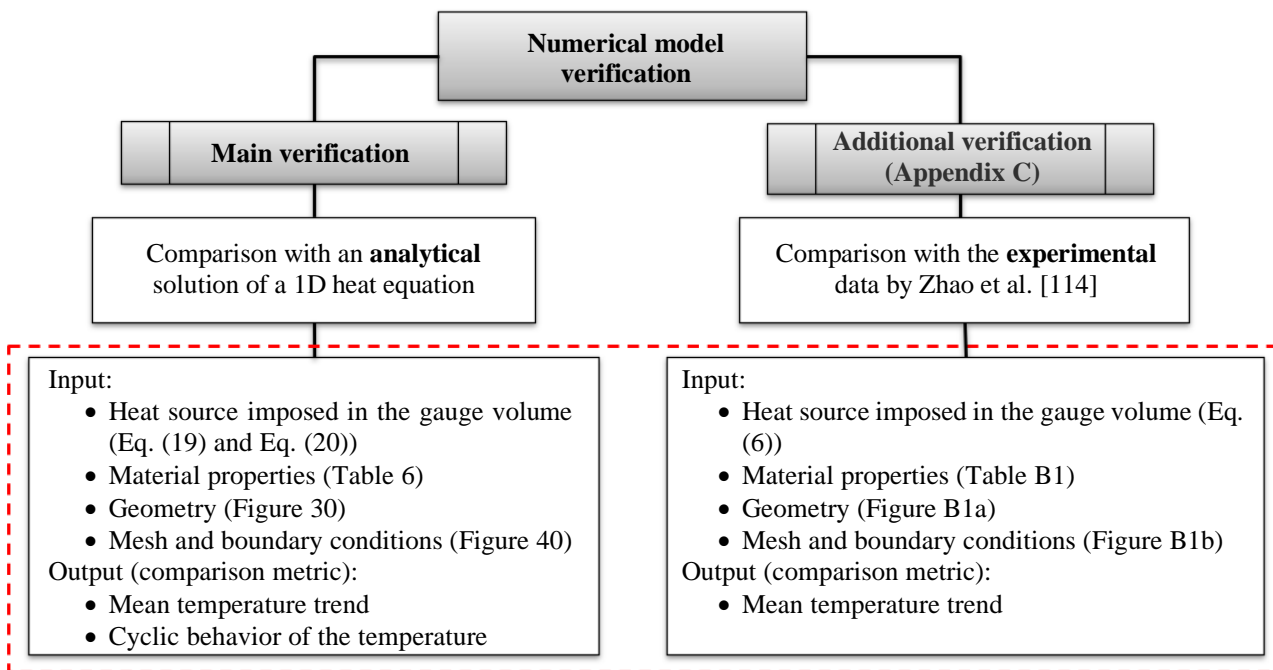 Numerical model
verification
Main verification
Additional verification
(Appendix C)
Comparison with an analytical
solution of a 1D heat equation
Comparison with the experimental
data by Zhao et al. [114]
Input:
• Heat source imposed in the gauge volume
(Eq. (19) and Eq. (20))
• Material properties (Table 6)
• Geometry (Figure 30)
• Mesh and boundary conditions (Figure 40)
Output (comparison metric):
• Mean temperature trend
• Cyclic behavior of the temperature
Input:
• Heat source imposed in the gauge volume (Eq.
(6))
• Material properties (Table B1)
• Geometry (Figure B1a)
• Mesh and boundary conditions (Figure B1b)
Output (comparison metric):
• Mean temperature trend